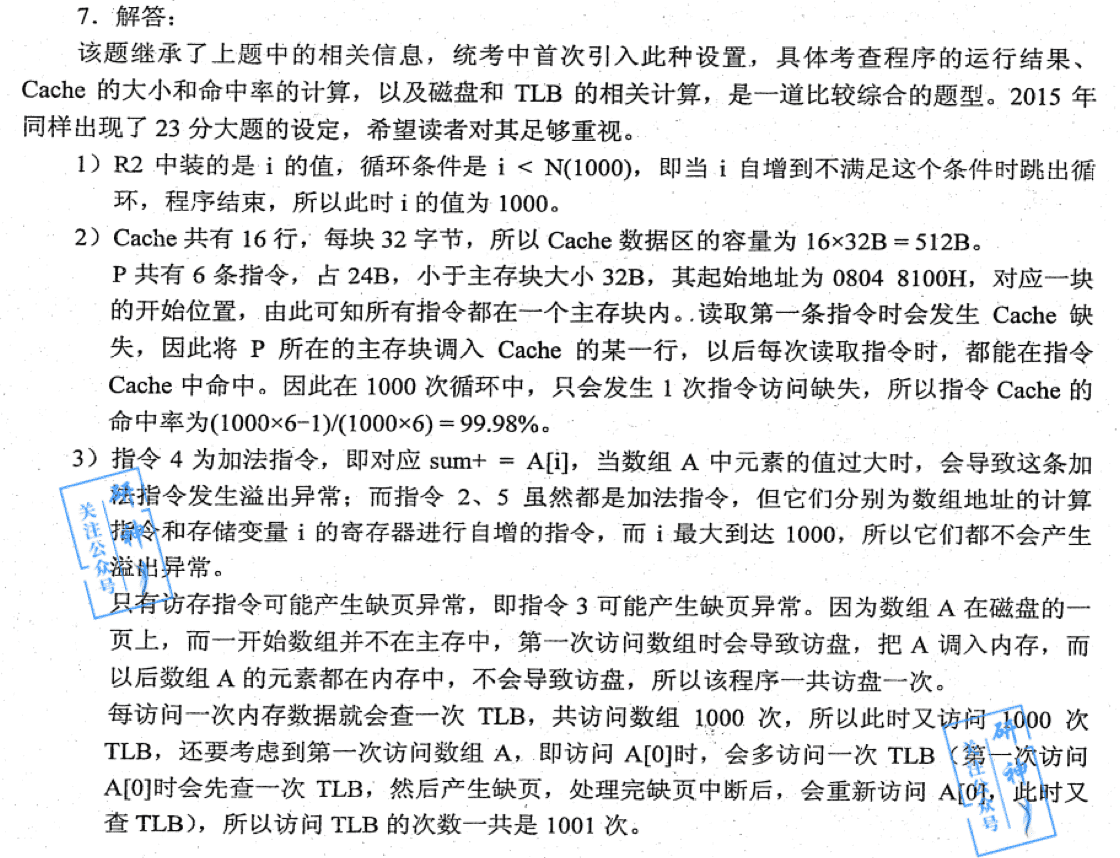 7．解答：
该题继承了上题中的相关信息，统考中首次引入此种设置，具体考查程序的运行结果、
Cache 的大小和命中率的计算，以及磁盘和 TLB 的相关计算，是一道比较综合的题型。2015 年
同样出现了 23 分大题的设定，希望读者对其足够重视。
1）R2 中装的是 i 的值，循环条件是 i < N(1000)，即当 i 自增到不满足这个条件时跳出循
环，程序结束，所以此时 i 的值为 1000。
2）Cache 共有 16 行，每块 32 字节，所以 Cache 数据区的容量为 16×32B = 512B。
P 共有 6 条指令，占 24B，小于主存块大小 32B，其起始地址为 0804 8100H，对应一块
的开始位置，由此可知所有指令都在一个主存块内。读取第一条指令时会发生 Cache 缺
失，因此将 P 所在的主存块调入 Cache 的某一行，以后每次读取指令时，都能在指令
Cache 中命中。因此在 1000 次循环中，只会发生 1 次指令访问缺失，所以指令 Cache 的
命中率为(1000×6−1)/(1000×6) = 99.98%。
3）指令 4 为加法指令，即对应 sum+ = A[i]，当数组 A 中元素的值过大时，会导致这条加
法指令发生溢出异常；而指令 2、5 虽然都是加法指令，但它们分别为数组地址的计算
指令和存储变量 i 的寄存器进行自增的指令，而 i 最大到达 1000，所以它们都不会产生
溢出异常。
只有访存指令可能产生缺页异常，即指令 3 可能产生缺页异常。因为数组 A 在磁盘的一
页上，而一开始数组并不在主存中，第一次访问数组时会导致访盘，把 A 调入内存，而
以后数组 A 的元素都在内存中，不会导致访盘，所以该程序一共访盘一次。
每访问一次内存数据就会查一次 TLB，共访问数组 1000 次，所以此时又访问 1000 次
TLB，还要考虑到第一次访问数组 A，即访问 A[0]时，会多访问一次 TLB（第一次访问
A[0]时会先查一次 TLB，然后产生缺页，处理完缺页中断后，会重新访问 A[0]，此时又
查 TLB），所以访问 TLB 的次数一共是 1001 次。
关注公众号
研神
关注公众号
研神